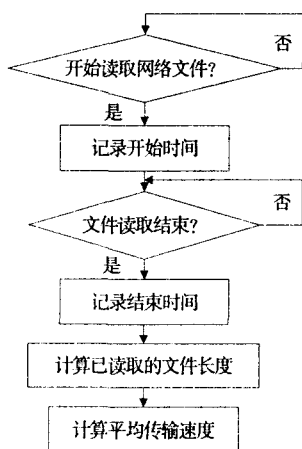 否
开始读取网络文件?
是
记录开始时间
否
文件读取结束?
是
记录结束时间
计算已读取的文件长度
计算平均传输速度